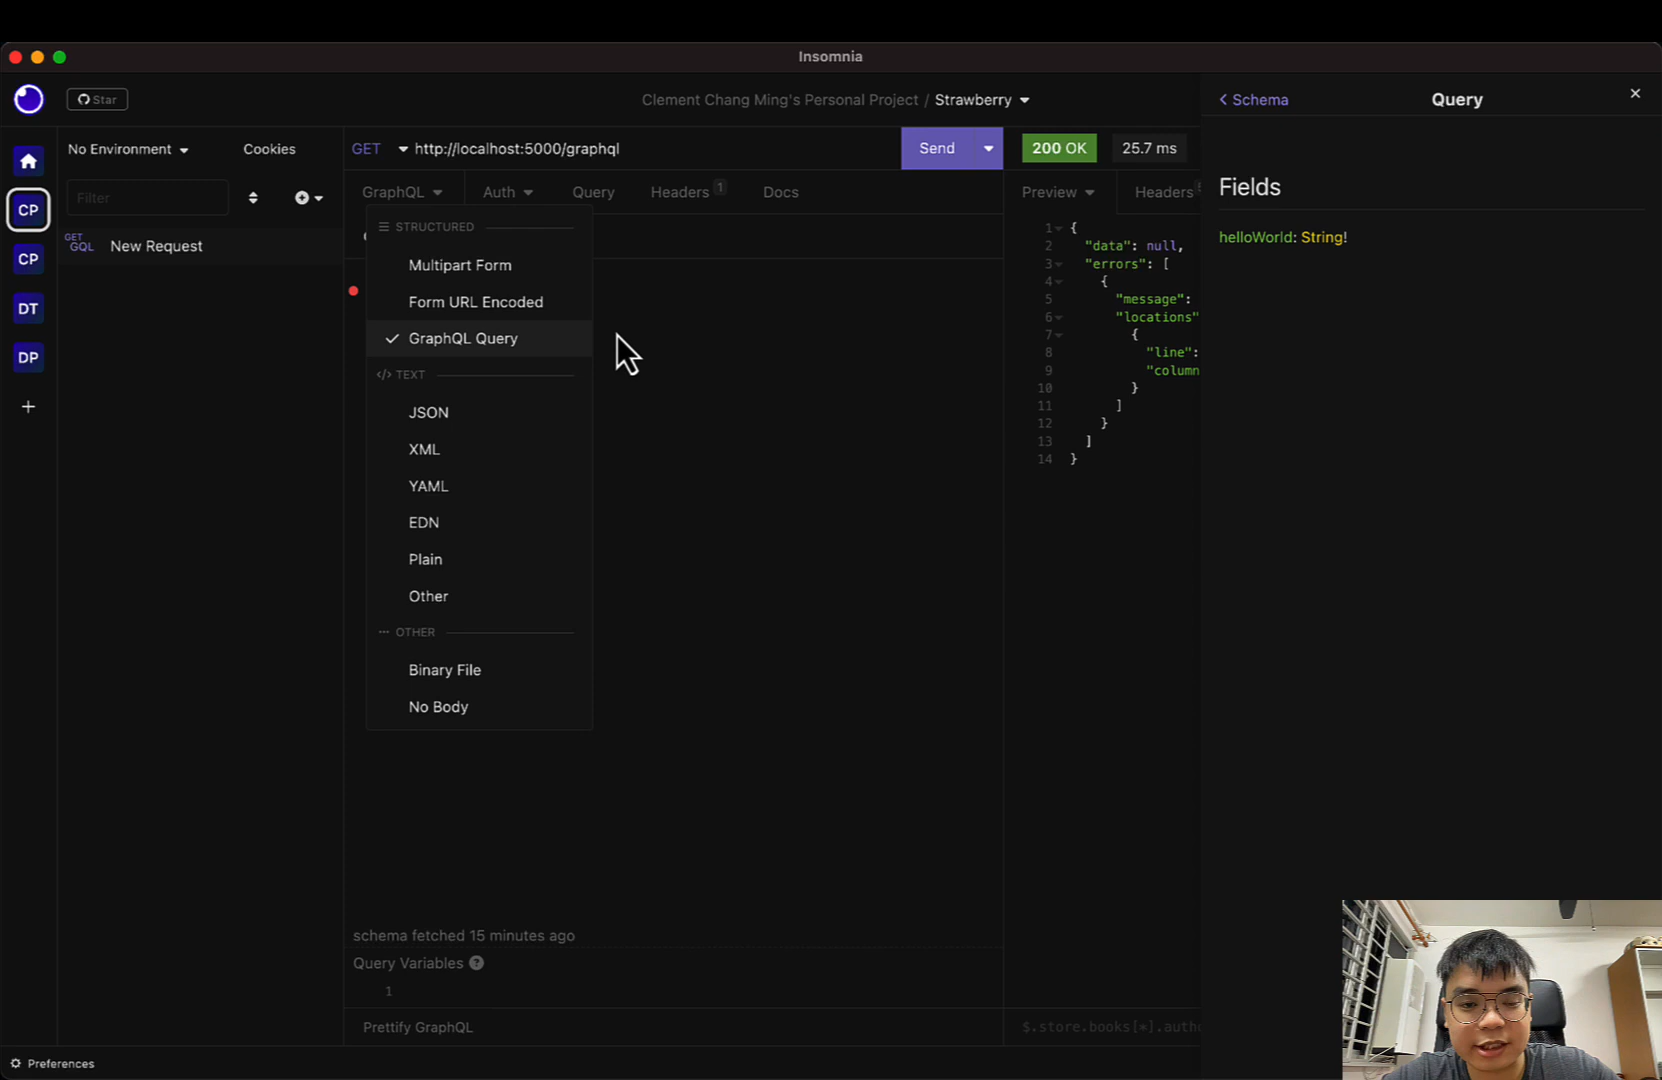 Insomnia
Star
Clement Chang Ming's Personal Project / Strawberry
Schema
Query
No Environment
Cookies
GET
http://localhost:5000/graphql
Send
200 OK
25.7 ms
Filter
GraphQL
Auth
Query
Headers 1
Docs
Preview
Headers
CP
CP
DT
DP
GET
GQL
New Request
STRUCTURED
Multipart Form
Form URL Encoded
GraphQL Query
</> TEXT
JSON
XML
YAML
EDN
Plain
Other
OTHER
Binary File
No Body
1 {
2 "data": null,
3 "errors": [
4 {
5 "message":
6 "locations"
7 {
8 "line":
9 "column
10 }
11 ]
12 }
13 ]
14 }
Fields
helloWorld: String!
schema fetched 15 minutes ago
Query Variables ?
1
Prettify GraphQL
$.store.books[*].autho
Preferences